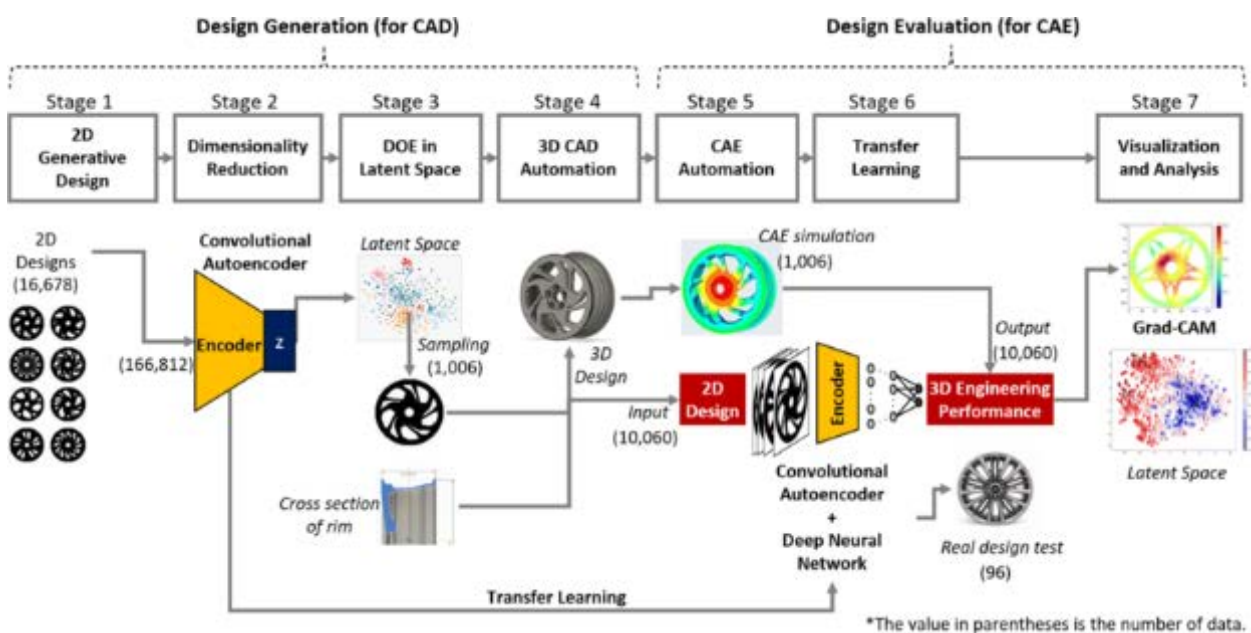 Design Generation (for CAD)
Design Evaluation (for CAE)
Stage 1
Stage 2
Stage 3
Stage 4
Stage 5
Stage 6
Stage 7
2D
Generative
Design
Dimensionality
Reduction
DOE in
Latent Space
3D CAD
Automation
CAE
Automation
Transfer
Learning
Visualization
and Analysis
2D
Designs
(16,678)
(166,812)
Convolutional
Autoencoder
Encoder
Z
Latent Space
Sampling
(1,006)
Cross section
of rim
3D
Design
CAE simulation
(1,006)
Input
(10,060)
2D
Design
Encoder
Output
(10,060)
3D Engineering
Performance
Convolutional
Autoencoder
+
Deep Neural
Network
Real design test
(96)
Grad-CAM
Latent Space
Transfer Learning
*The value in parentheses is the number of data.